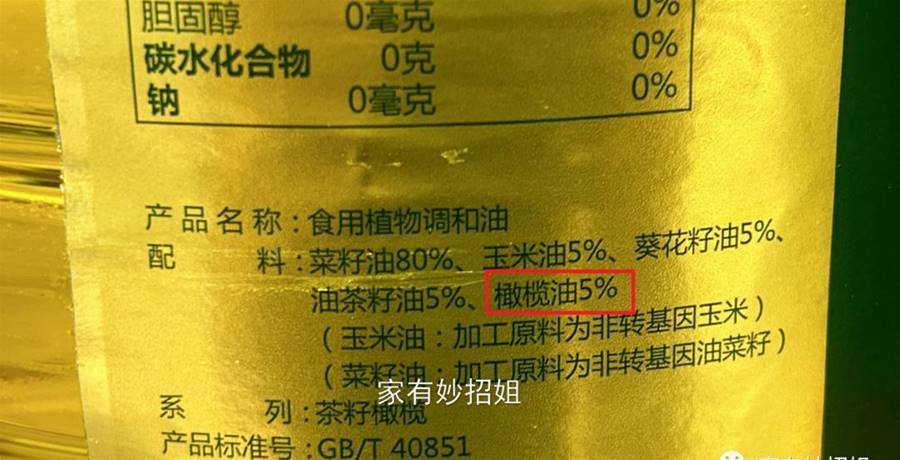 胆固醇 0毫克 0%
碳水化合物 0克 0%
钠 0毫克 0%
产品名称：食用植物调和油
配 料：菜籽油80%、玉米油5%、葵花籽油5%、
油茶籽油5%、橄榄油5%
（玉米油：加工原料为非转基因玉米）
（菜籽油：加工原料为非转基因油菜籽）
家有妙招姐
系 列：茶籽橄榄
产品标准号：GB/T 40851
家有妙招姐